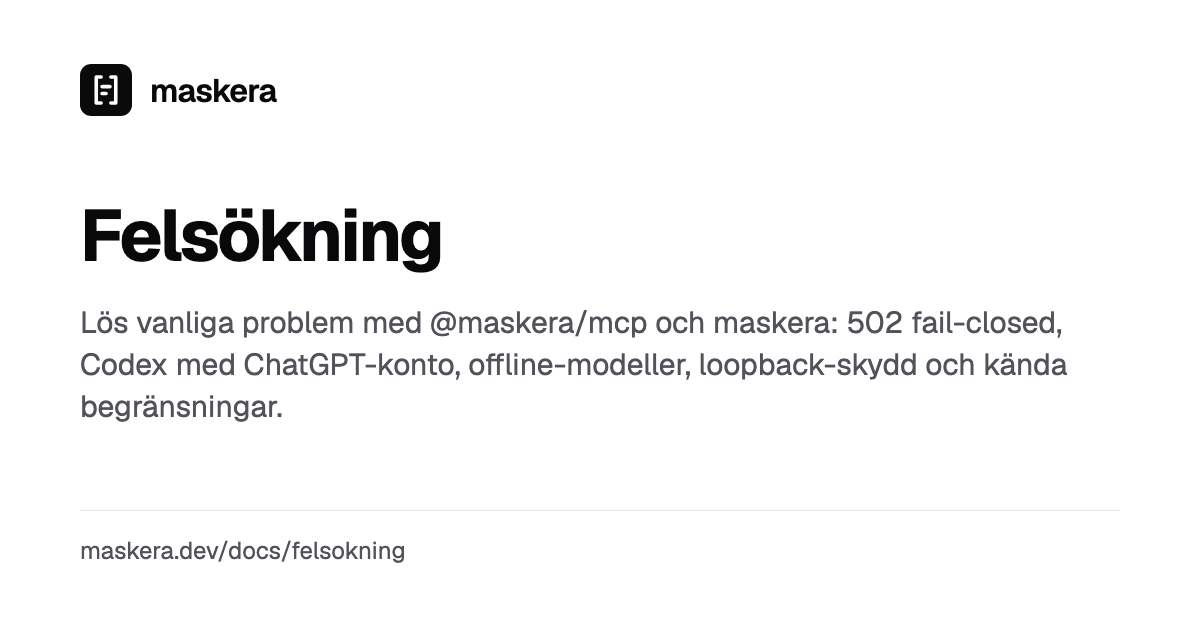 maskera
Felsökning
Lös vanliga problem med @maskera/mcp och maskera: 502 fail-closed,
Codex med ChatGPT-konto, offline-modeller, loopback-skydd och kända
begränsningar.
maskera.dev/docs/felsokning